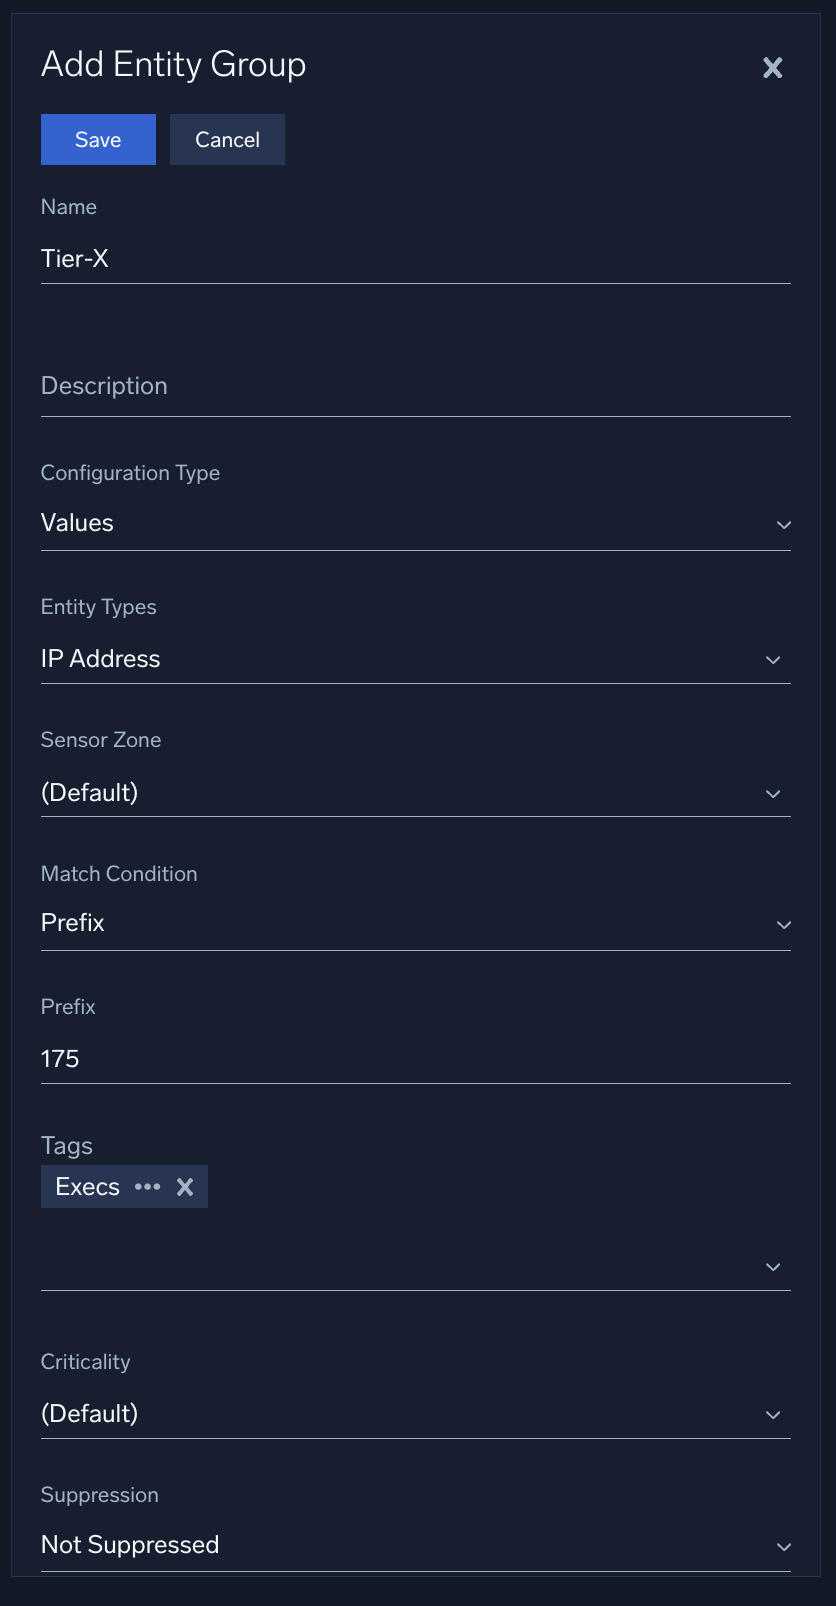 Add Entity Group
Save Cancel
Name
Tier-X
Description
Configuration Type
Values
Entity Types
IP Address
Sensor Zone
(Default)
Match Condition
Prefix
Prefix
175
Tags
Execs
Criticality
(Default)
Suppression
Not Suppressed